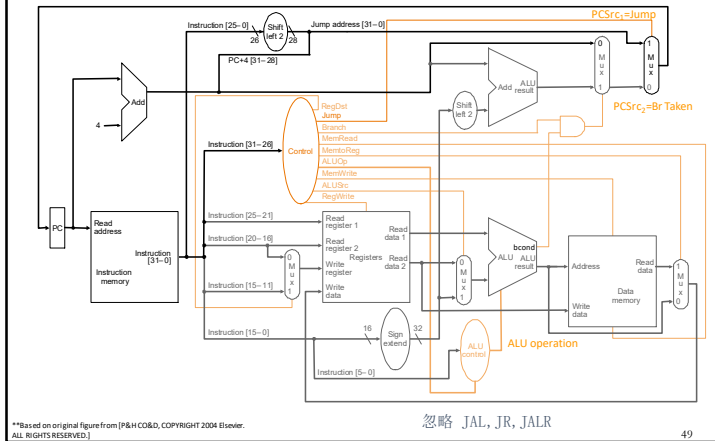 Instruction [25–0]
Shift
left 2
Jump address [31–0]
26
28
PC+4 [31–28]
PCSrc₁=Jump
0
M
u
x
1
1
M
u
x
0
Add
4
Add
ALU
result
Shift
left 2
PCSrc₂=Br Taken
RegDst
Jump
Branch
MemRead
MemtoReg
ALUOp
MemWrite
ALUSrc
RegWrite
Instruction [31–26]
Control
PC
Read
address
Instruction
[31–0]
Instruction
memory
Instruction [25–21]
Instruction [20–16]
Instruction [15–11]
0
M
u
x
1
Read
register 1
Read
register 2
Write
register
Write
data
Registers
Read
data 1
Read
data 2
0
M
u
x
1
bcond
ALU
ALU
result
Address
Read
data
Data
memory
Write
data
1
M
u
x
0
Instruction [15–0]
16
Sign
extend
32
ALU
control
ALU operation
Instruction [5–0]
忽略 JAL, JR, JALR
**Based on original figure from [P&H CO&D, COPYRIGHT 2004 Elsevier.
ALL RIGHTS RESERVED.]
49